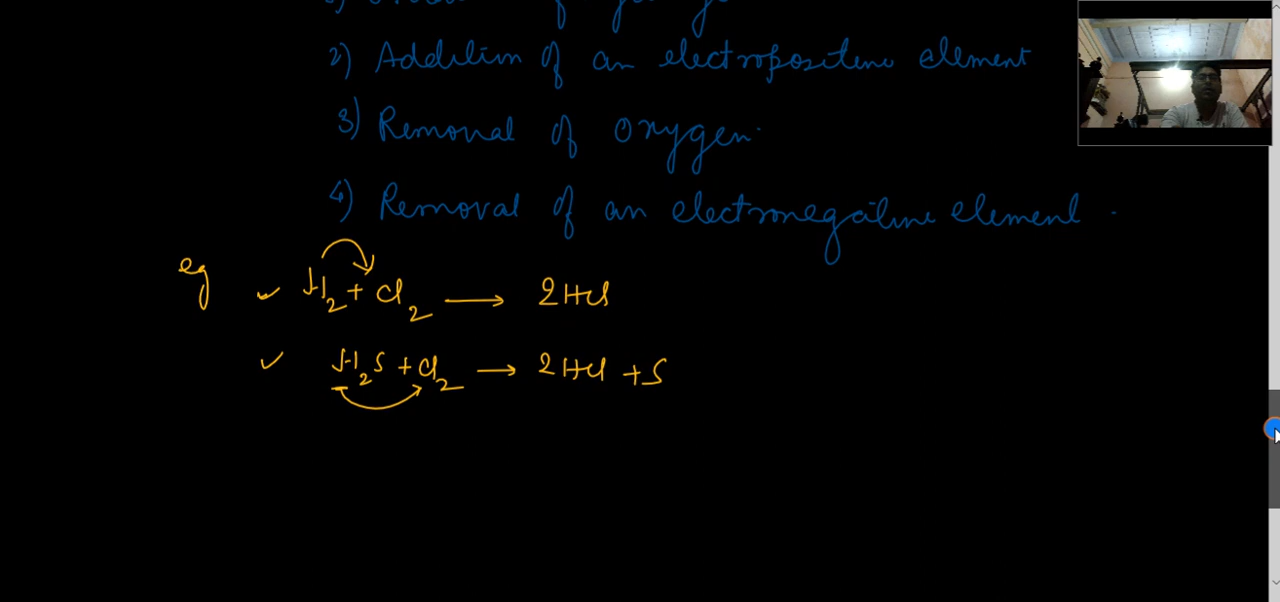 2) Addition of an electropositive element
3) Removal of oxygen.
4) Removal of an electronegative element.
eg ✓ H₂ + Cl₂ → 2HCl
✓ H₂S + Cl₂ → 2HCl + S